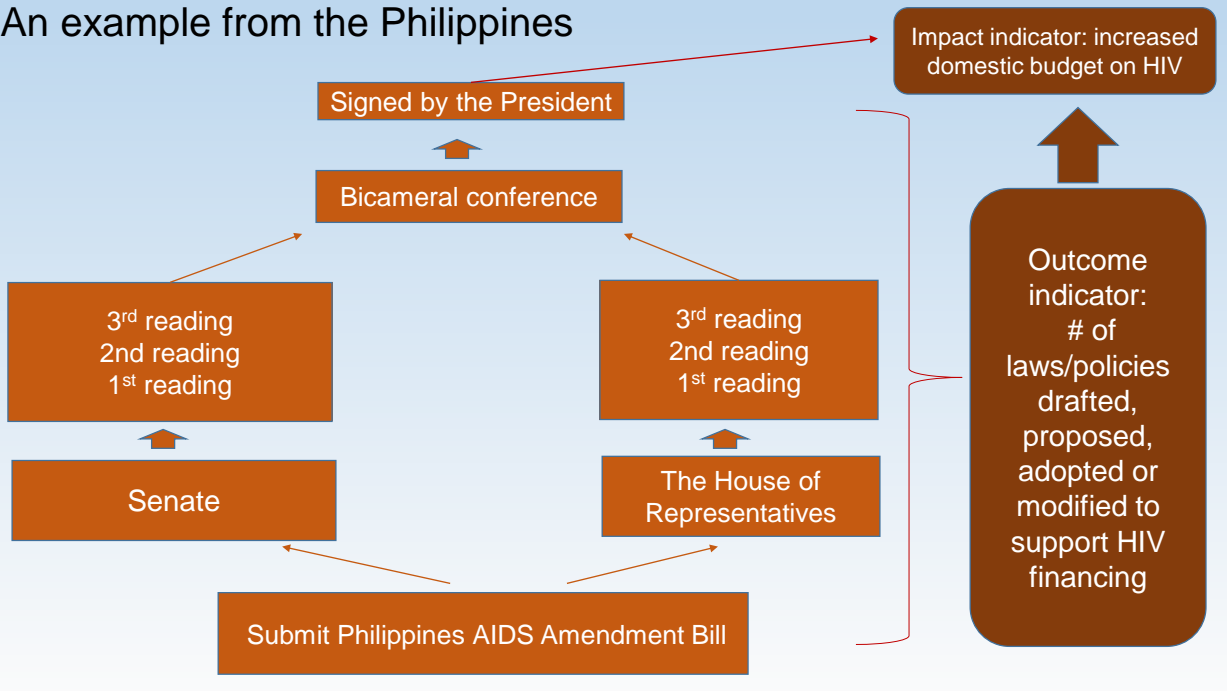 An example from the Philippines
Impact indicator: increased
domestic budget on HIV
Signed by the President
Bicameral conference
3rd reading
2nd reading
1st reading
3rd reading
2nd reading
1st reading
Senate
The House of
Representatives
Submit Philippines AIDS Amendment Bill
Outcome
indicator:
# of
laws/policies
drafted,
proposed,
adopted or
modified to
support HIV
financing